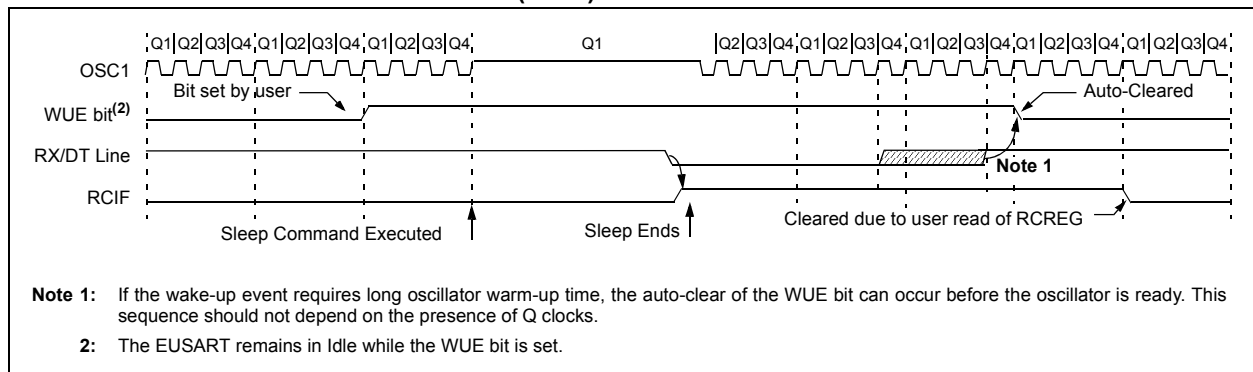 Q1 Q2 Q3 Q4 Q1 Q2 Q3 Q4 Q1 Q2 Q3 Q4 Q1 Q2 Q3 Q4 Q1 Q2 Q3 Q4 Q1 Q2 Q3 Q4 Q1 Q2 Q3 Q4 Q1 Q2 Q3 Q4
OSC1
Bit set by user
Auto-Cleared
WUE bit(2)
RX/DT Line
Note 1
RCIF
Cleared due to user read of RCREG
Sleep Command Executed
Sleep Ends
Note 1: If the wake-up event requires long oscillator warm-up time, the auto-clear of the WUE bit can occur before the oscillator is ready. This
sequence should not depend on the presence of Q clocks.
2: The EUSART remains in Idle while the WUE bit is set.